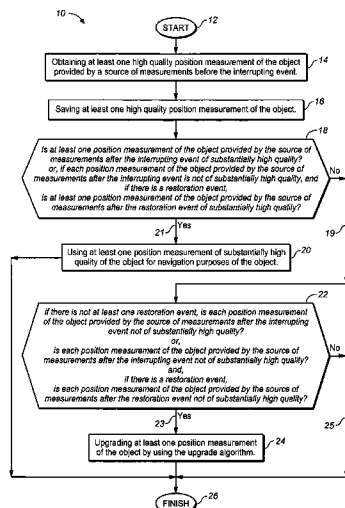 10
START
12
Obtaining at least one high quality position measurement of the object
provided by a source of measurements before the interrupting event.
14
Saving at least one high quality position measurement of the object.
16
18
Is at least one position measurement of the object provided by the source of
measurements after the interrupting event of substantially high quality?
or, if each position measurement of the object provided by the source of
measurements after the interrupting event is not of substantially high quality, and
if there is a restoration event,
Is at least one position measurement of the object provided by the source of
measurements after the restoration event of substantially high quality?
No
19
21
Yes
20
Using at least one position measurement of substantially high
quality of the object for navigation purposes of the object.
22
if there is not at least one restoration event, is each position measurement
of the object provided by the source of measurements after the interrupting
event not of substantially high quality?
or,
is each position measurement of the object provided by the source of
measurements after the interrupting event not of substantially high quality?
and,
if there is a restoration event,
is each position measurement of the object provided by the source of
measurements after the restoration event not of substantially high quality?
No
23
Yes
25
24
Upgrading at least one position measurement
of the object by using the upgrade algorithm.
FINISH
26